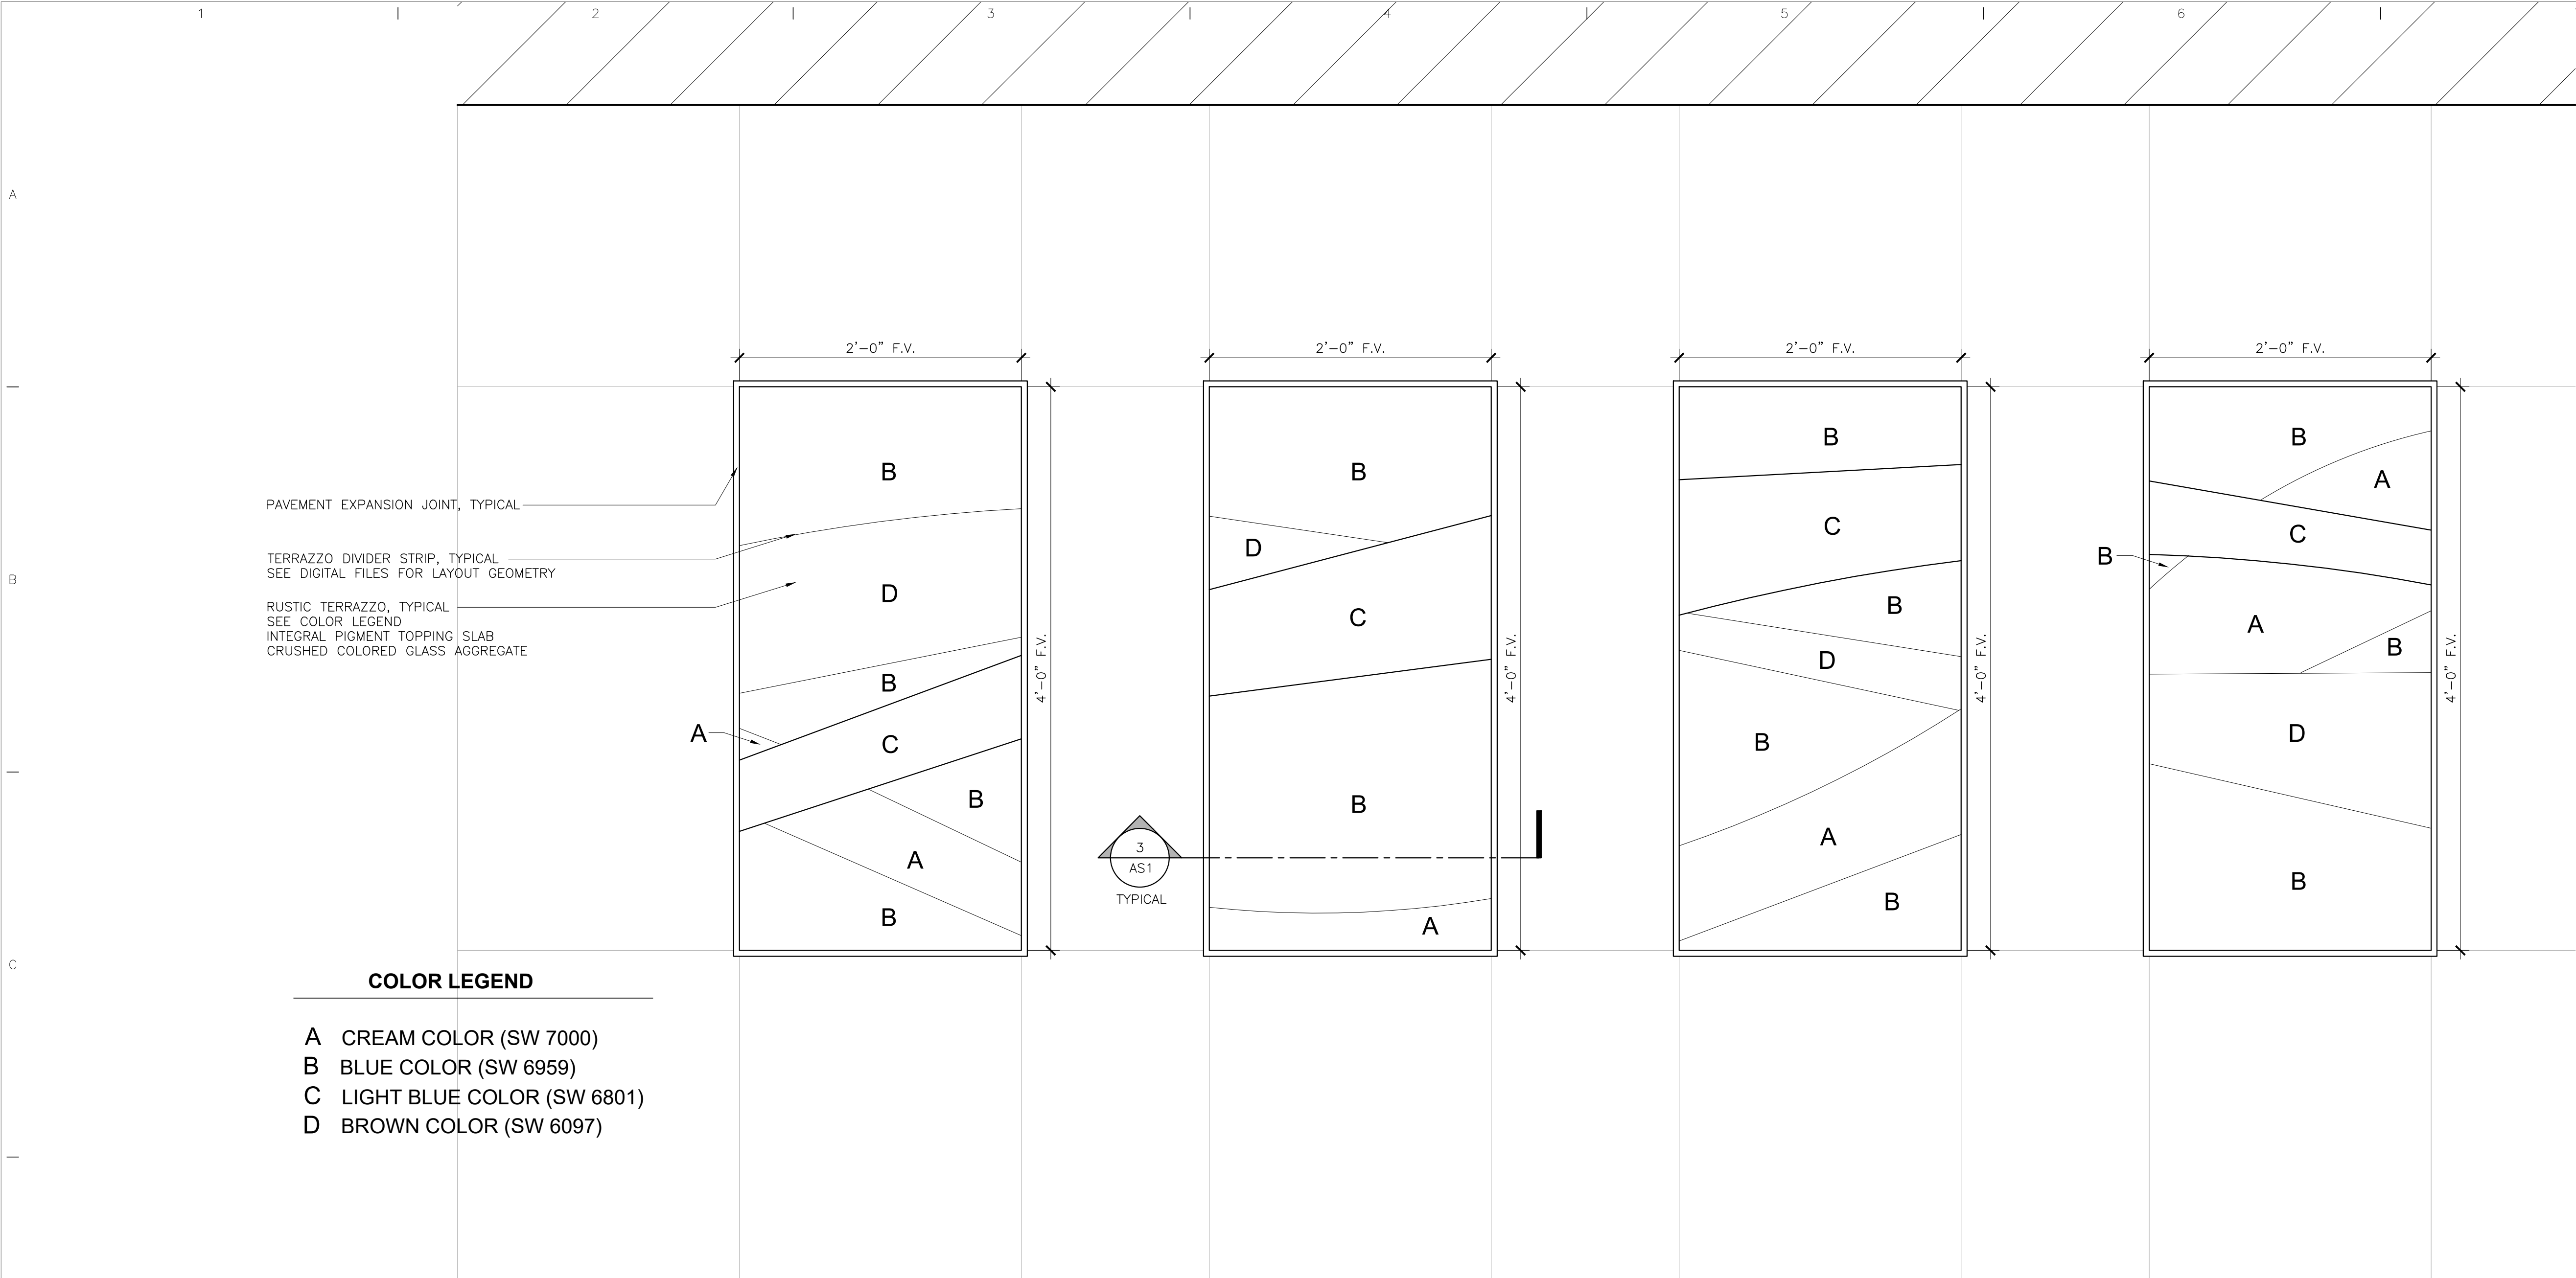 1 2 3 4 5 6
A
2'-0" F.V. 2'-0" F.V. 2'-0" F.V. 2'-0" F.V.
B
C
PAVEMENT EXPANSION JOINT, TYPICAL
TERRAZZO DIVIDER STRIP, TYPICAL
SEE DIGITAL FILES FOR LAYOUT GEOMETRY
RUSTIC TERRAZZO, TYPICAL
SEE COLOR LEGEND
INTEGRAL PIGMENT TOPPING SLAB
CRUSHED COLORED GLASS AGGREGATE
B
D
B
A
C
B
A
B
4'-0" F.V.
B
D
C
B
A
3
AS1
TYPICAL
4'-0" F.V.
B
C
B
D
B
A
B
4'-0" F.V.
B
A
C
B
A
B
D
B
4'-0" F.V.
COLOR LEGEND
A CREAM COLOR (SW 7000)
B BLUE COLOR (SW 6959)
C LIGHT BLUE COLOR (SW 6801)
D BROWN COLOR (SW 6097)